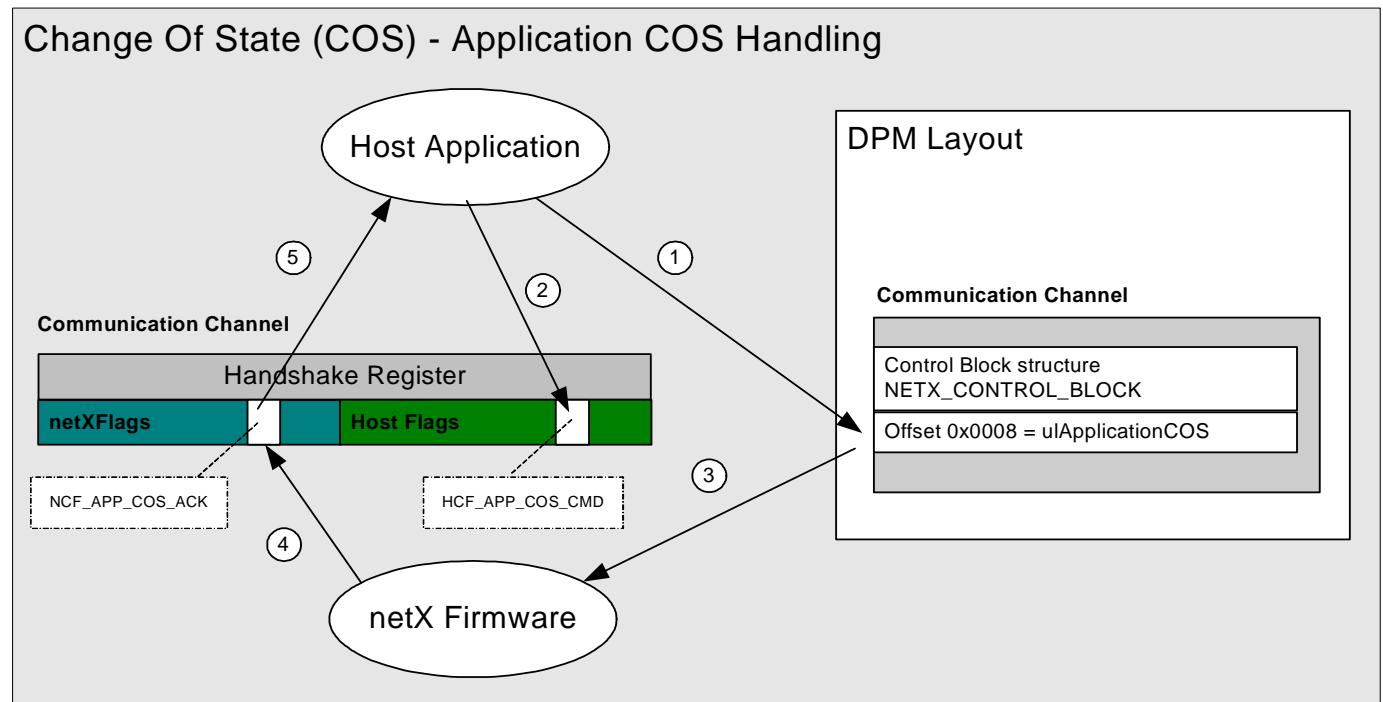 Change Of State (COS) - Application COS Handling
Host Application
DPM Layout
1
5
2
Communication Channel
Communication Channel
Control Block structure
NETX_CONTROL_BLOCK
Offset 0x0008 = ulApplicationCOS
Handshake Register
netXFlags
Host Flags
3
NCF_APP_COS_ACK
HCF_APP_COS_CMD
4
netX Firmware